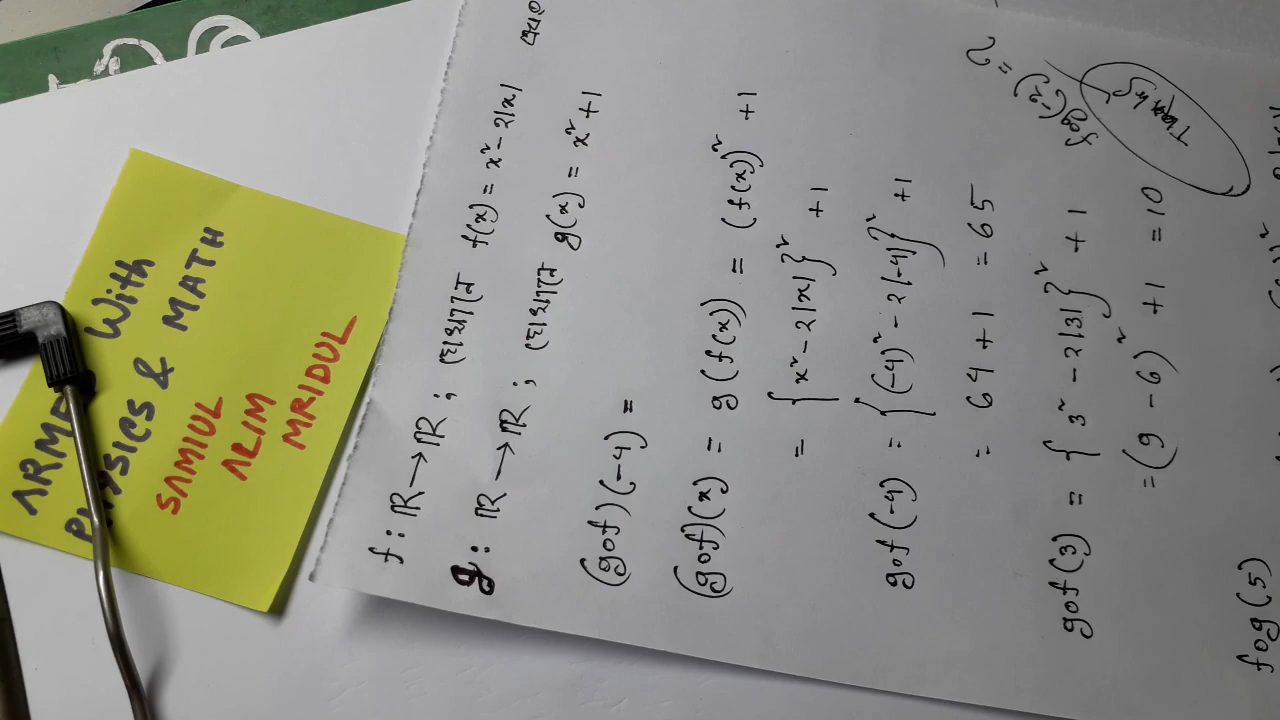 With
PHYSICS & MATH
SAMIUL
ALIM
MRIDUL
f : ℝ → ℝ ; যেখানে f(x) = x² - 2|x|
g : ℝ → ℝ ; যেখানে g(x) = x² + 1
(gof)(-4) =
(gof)(x) = g(f(x)) = (f(x))² + 1
= {x² - 2|x|}² + 1
gof(-4) = {(-4)² - 2|-4|}² + 1
= 64 + 1 = 65
gof(3) = {3² - 2|3|}² + 1
= (9 - 6)² + 1 = 10
fog(-2) = ?
fog(5)